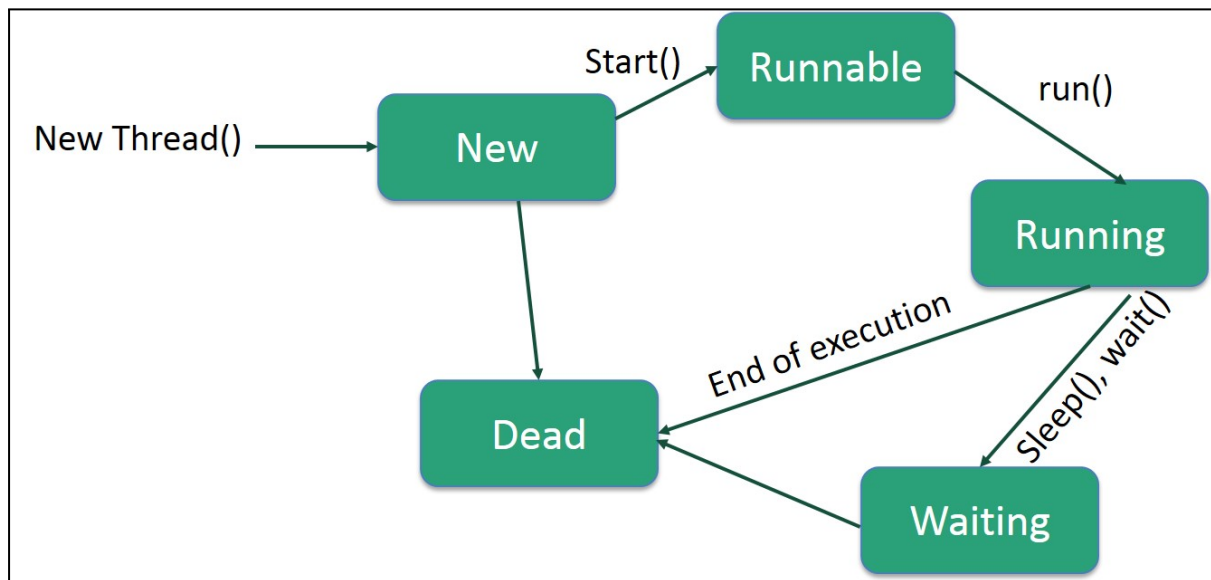 Runnable
Start()
run()
New Thread()
New
Running
End of execution
Sleep(), wait()
Dead
Waiting